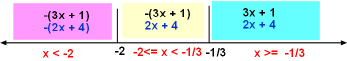 -(3x + 1) -(3x + 1) 3x + 1
-(2x + 4) 2x + 4 2x + 4
x < -2 -2 -2<= x < -1/3 -1/3 x >= -1/3